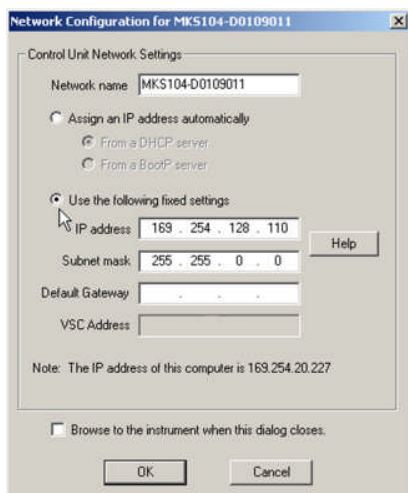 Network Configuration for MKS104-D0109011
Control Unit Network Settings
Network name MKS104-D0109011
Assign an IP address automatically
From a DHCP server
From a BootP server
Use the following fixed settings
IP address 169 . 254 . 128 . 110
Help
Subnet mask 255 . 255 . 0 . 0
Default Gateway . . .
VSC Address
Note: The IP address of this computer is 169.254.20.227
Browse to the instrument when this dialog closes.
OK Cancel